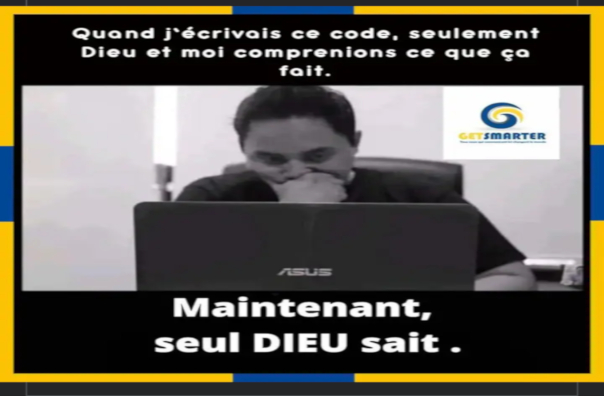 Quand j'écrivais ce code, seulement
Dieu et moi comprenions ce que ça
fait.
GETSMARTER
ASUS
Maintenant,
seul DIEU sait .